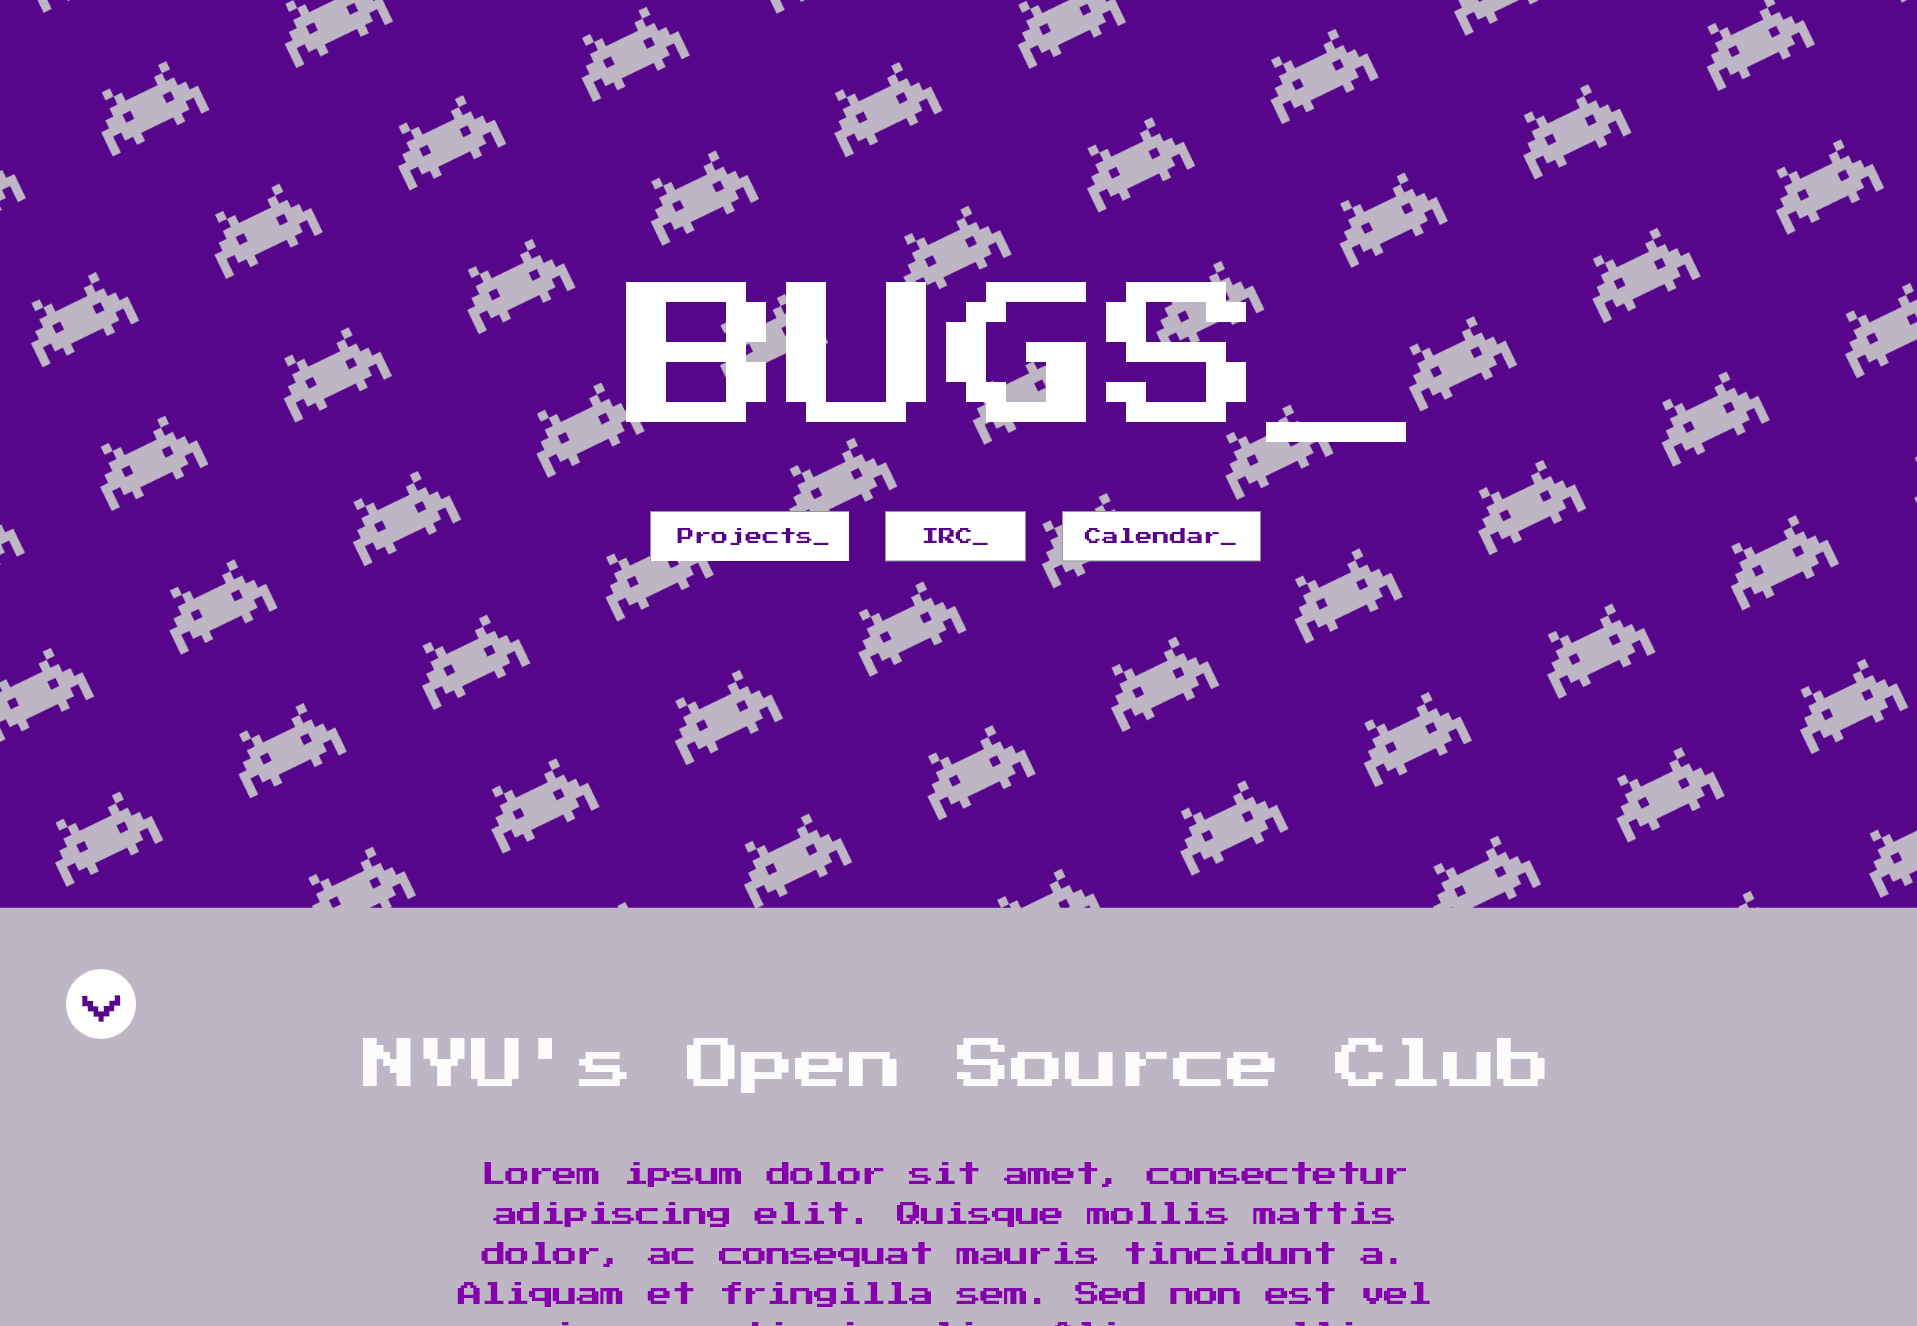 BUGS_
Projects_ IRC_ Calendar_
NYU's Open Source Club
Lorem ipsum dolor sit amet, consectetur
adipiscing elit. Quisque mollis mattis
dolor, ac consequat mauris tincidunt a.
Aliquam et fringilla sem. Sed non est vel